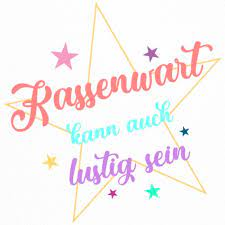 Kassenwart
kann auch
lustig sein